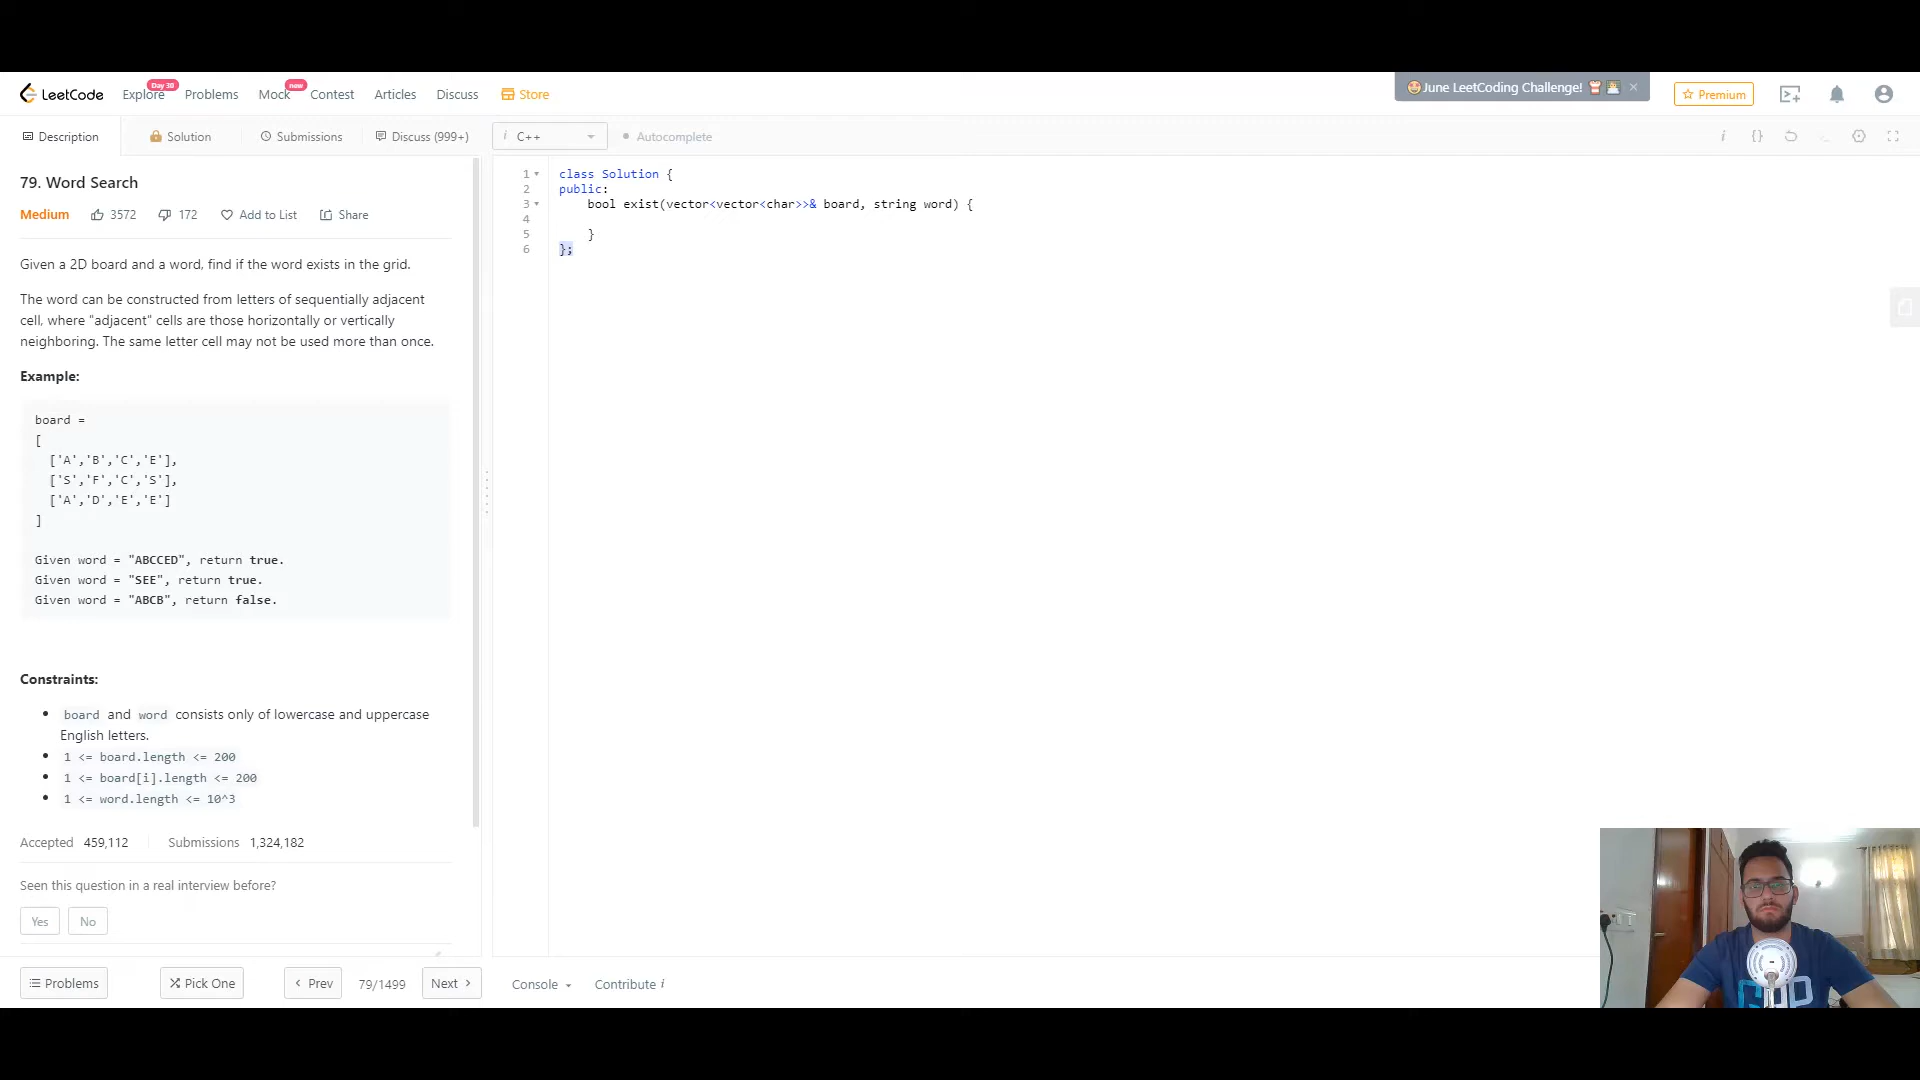 LeetCode
Explore
Day 30
Problems
Mock
new
Contest
Articles
Discuss
Store
June LeetCoding Challenge!
Premium
Description
Solution
Submissions
Discuss (999+)
i C++
Autocomplete
79. Word Search
Medium
3572
172
Add to List
Share
Given a 2D board and a word, find if the word exists in the grid.
The word can be constructed from letters of sequentially adjacent
cell, where "adjacent" cells are those horizontally or vertically
neighboring. The same letter cell may not be used more than once.
Example:
board =
[
['A','B','C','E'],
['S','F','C','S'],
['A','D','E','E']
]
Given word = "ABCCED", return true.
Given word = "SEE", return true.
Given word = "ABCB", return false.
Constraints:
board and word consists only of lowercase and uppercase
English letters.
1 <= board.length <= 200
1 <= board[i].length <= 200
1 <= word.length <= 10^3
Accepted 459,112
Submissions 1,324,182
Seen this question in a real interview before?
Yes
No
1 class Solution {
2 public:
3 bool exist(vector<vector<char>>& board, string word) {
4
5 }
6 };
Problems
Pick One
Prev
79/1499
Next
Console
Contribute i